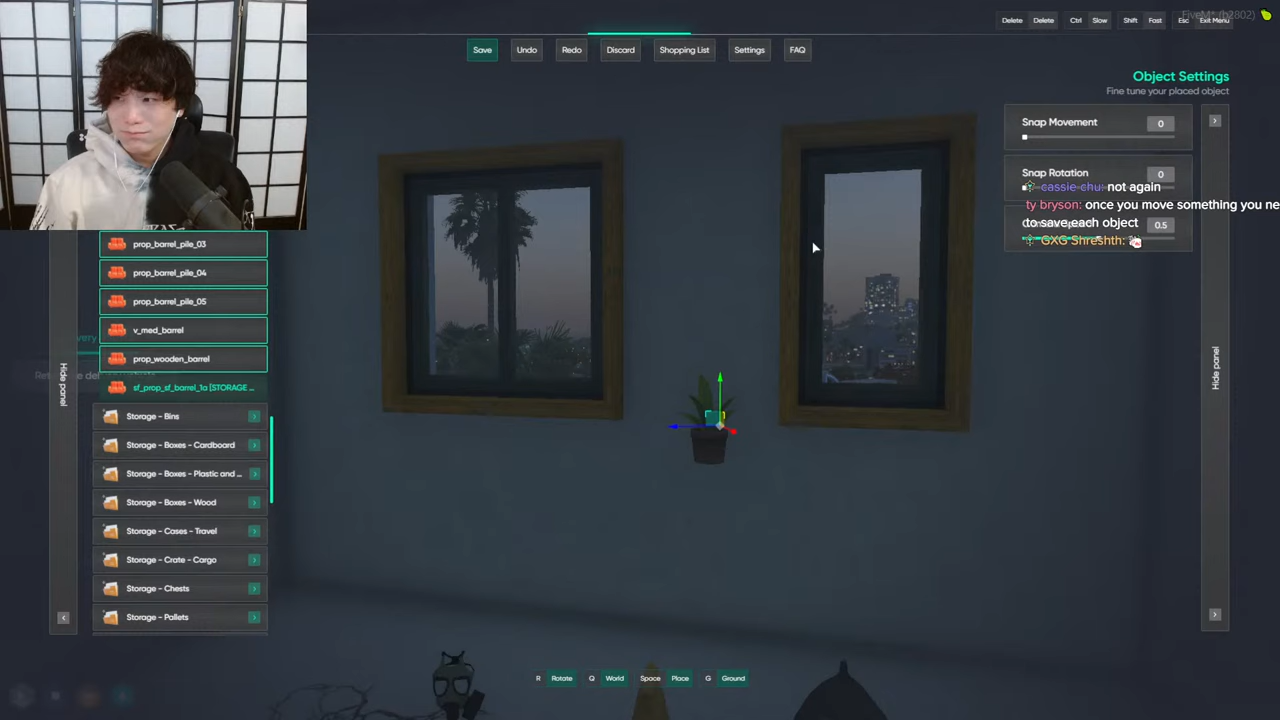 FiveM* (b2802)
Delete Delete Ctrl Slow Shift Fast Esc Exit Menu
Save Undo Redo Discard Shopping List Settings FAQ
Object Settings
Fine tune your placed object
Snap Movement 0
Snap Rotation 0
cassie chu: not again
ty bryson: once you move something you ne
to save each object
0.5
GXG Shreshth:
Hide panel
prop_barrel_pile_03
prop_barrel_pile_04
prop_barrel_pile_05
v_med_barrel
prop_wooden_barrel
sf_prop_sf_barrel_1a [STORAGE ...
Storage - Bins
Storage - Boxes - Cardboard
Storage - Boxes - Plastic and ...
Storage - Boxes - Wood
Storage - Cases - Travel
Storage - Crate - Cargo
Storage - Chests
Storage - Pallets
Hide panel
R Rotate Q World Space Place G Ground